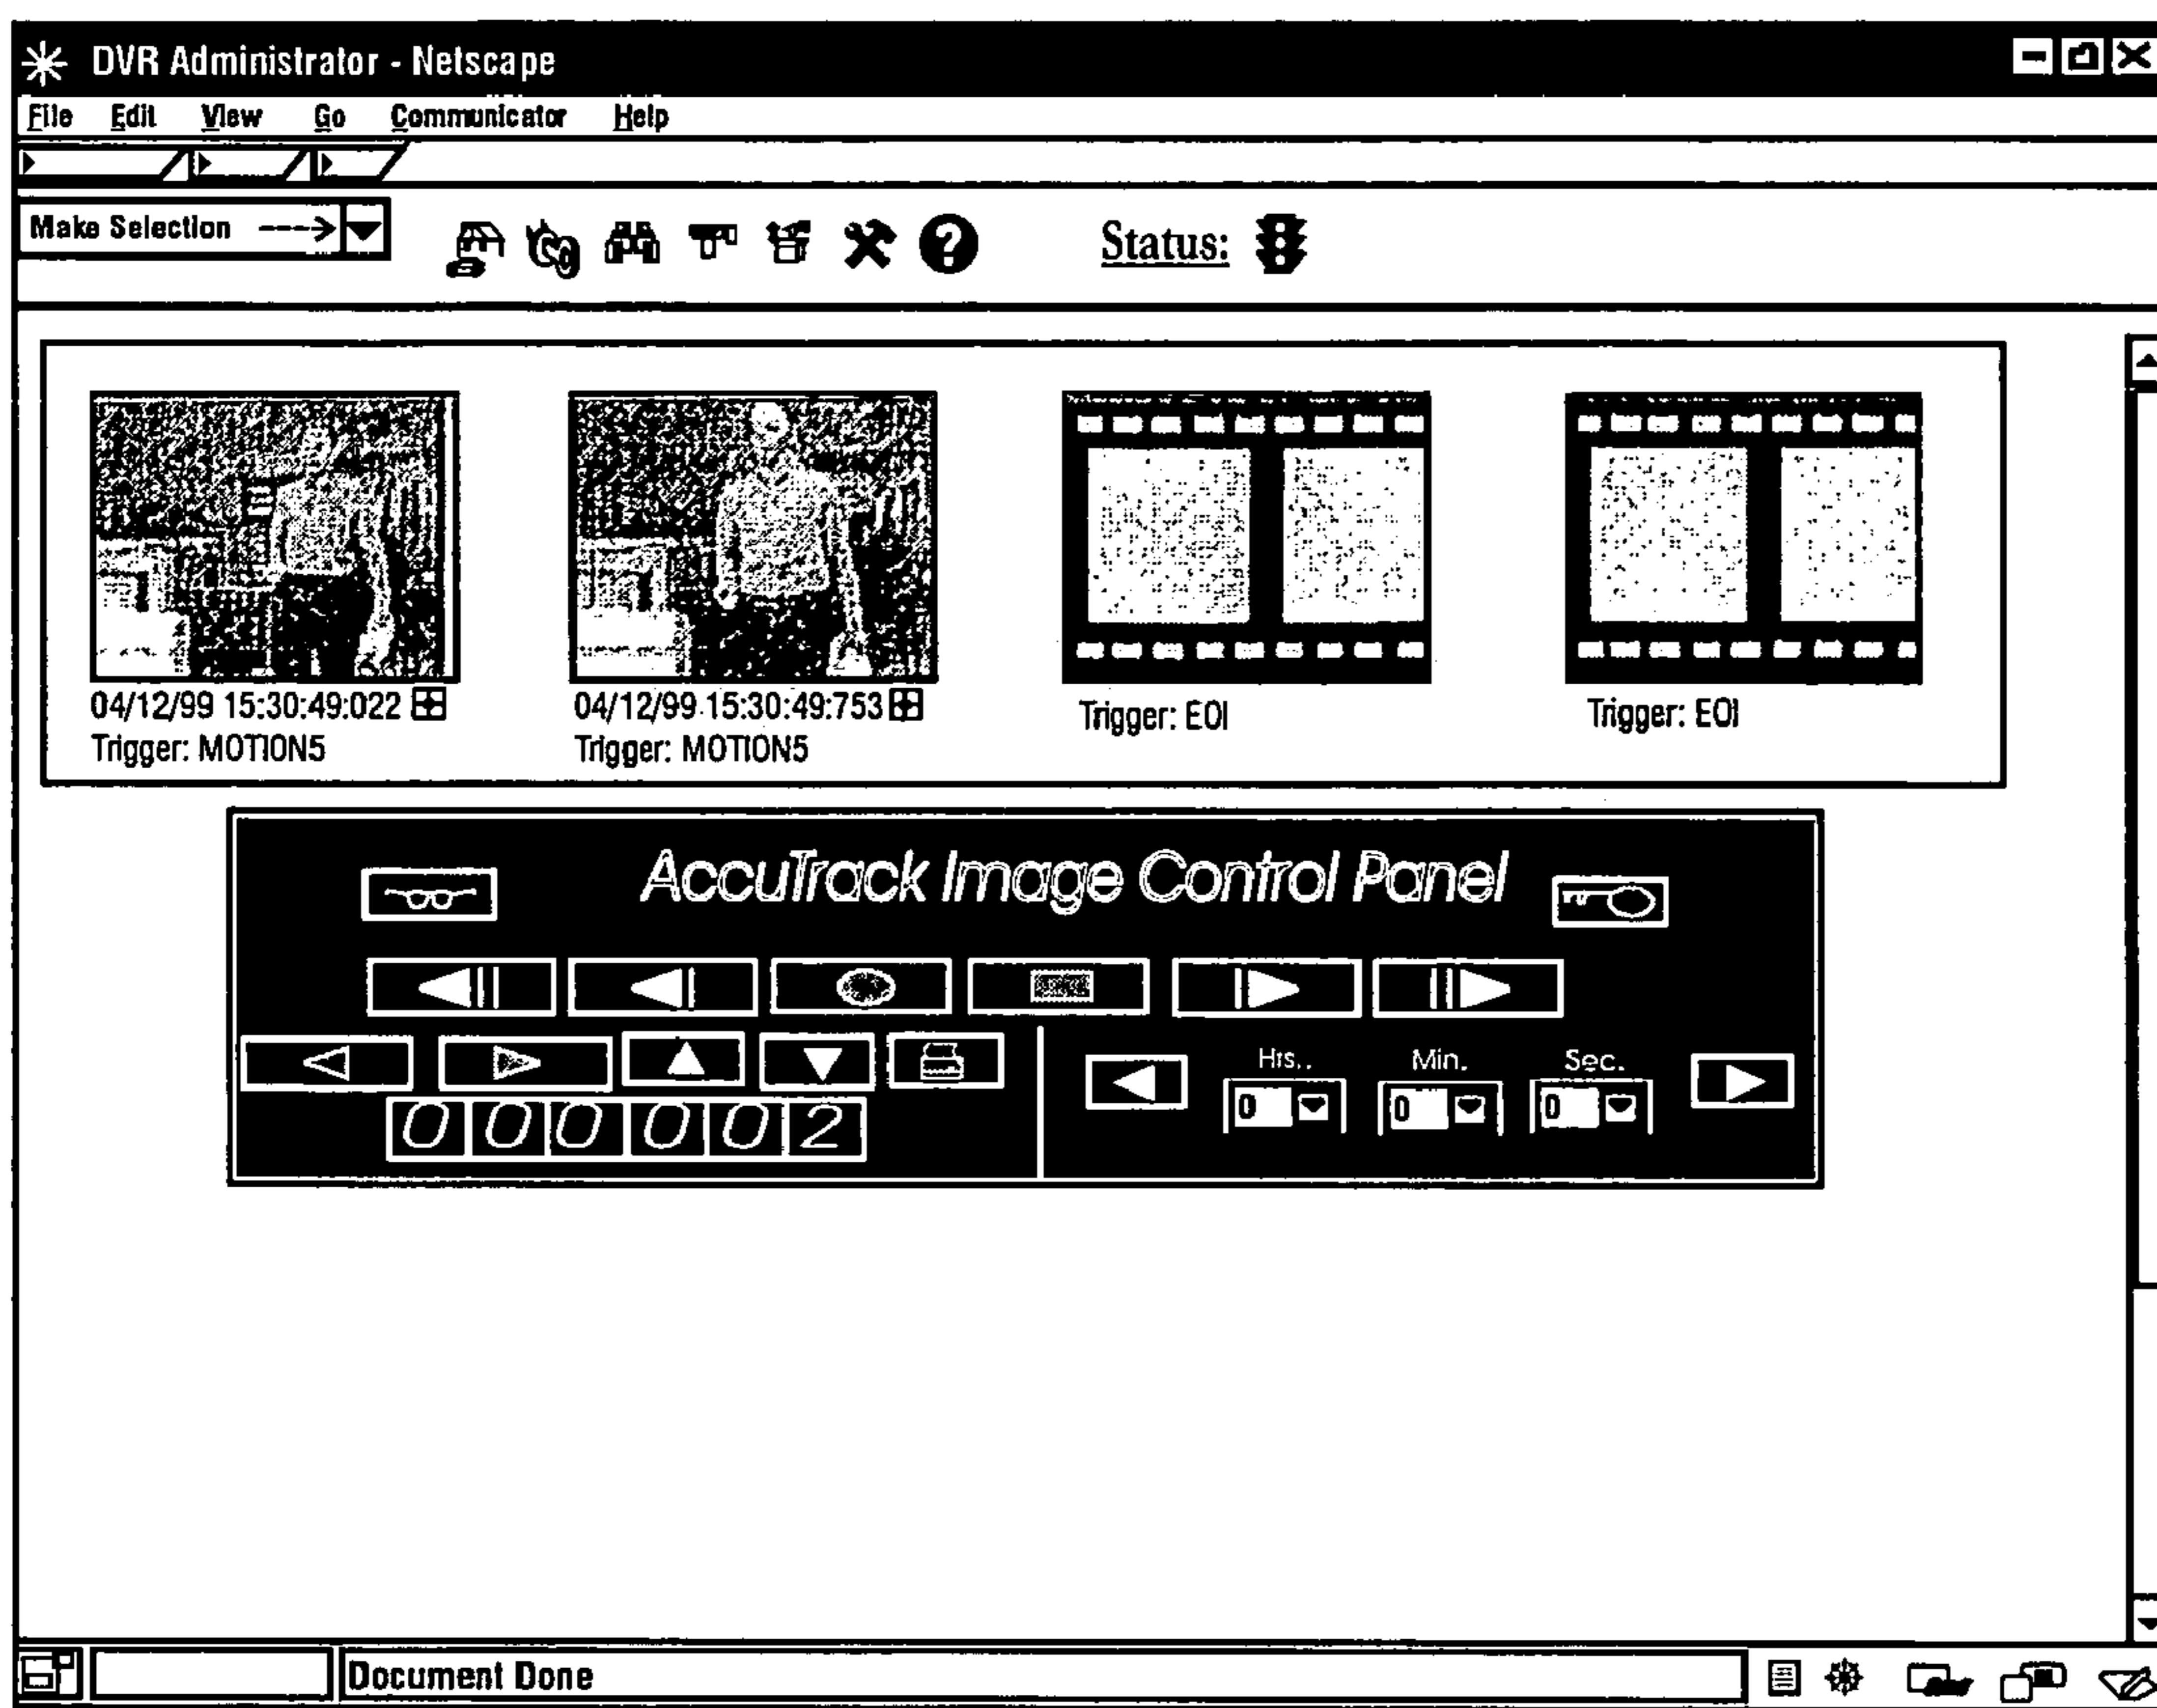 DVR Administrator - Netscape
File Edit View Go Communicator Help
Make Selection
Status:
04/12/99 15:30:49:022
Trigger: MOTION5
04/12/99 15:30:49:753
Trigger: MOTION5
Trigger: EOI
Trigger: EOI
AccuTrack Image Control Panel
Hrs.. Min. Sec.
0 0 0
000002
Document Done